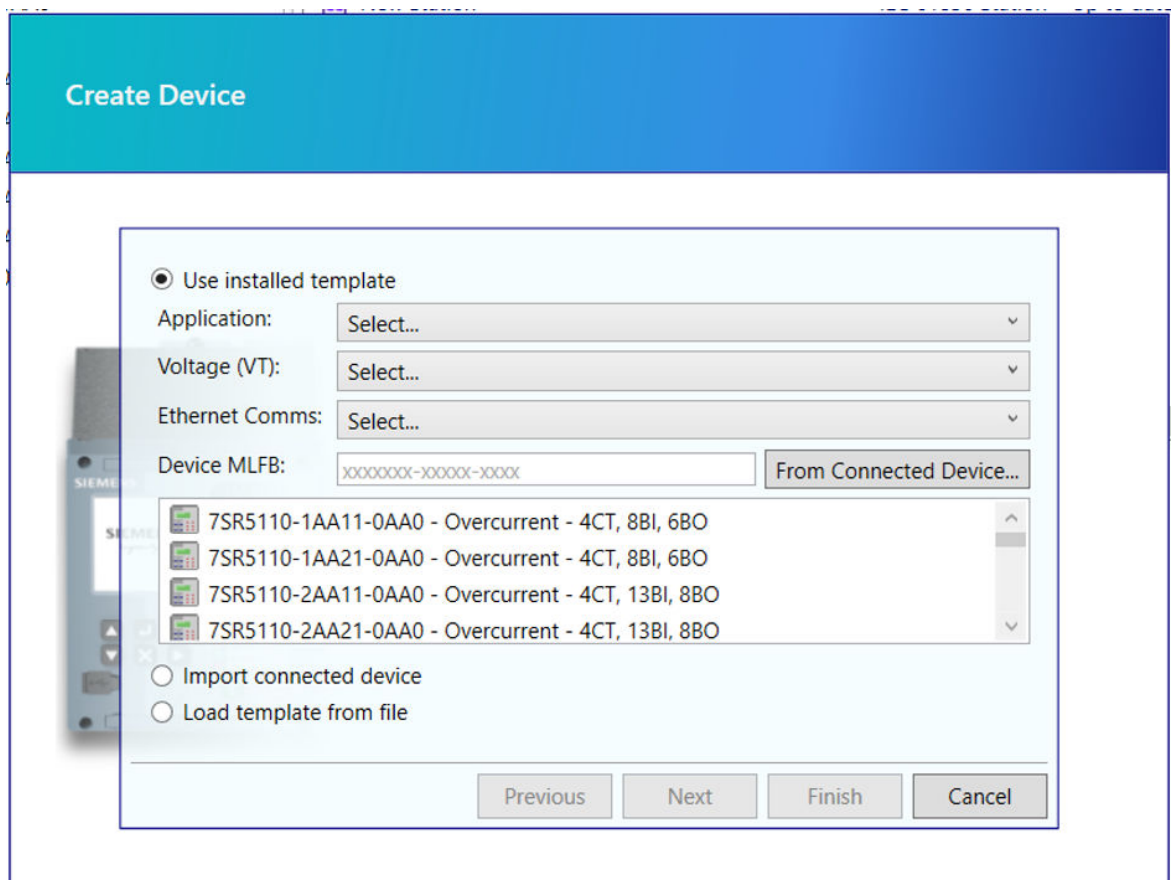 New Station
Create Device
Use installed template
Application:
Select...
Voltage (VT):
Select...
Ethernet Comms:
Select...
Device MLFB:
xxxxxxx-xxxxx-xxxx
From Connected Device...
SIEMENS
7SR5110-1AA11-0AA0 - Overcurrent - 4CT, 8BI, 6BO
7SR5110-1AA21-0AA0 - Overcurrent - 4CT, 8BI, 6BO
7SR5110-2AA11-0AA0 - Overcurrent - 4CT, 13BI, 8BO
7SR5110-2AA21-0AA0 - Overcurrent - 4CT, 13BI, 8BO
Import connected device
Load template from file
Previous
Next
Finish
Cancel